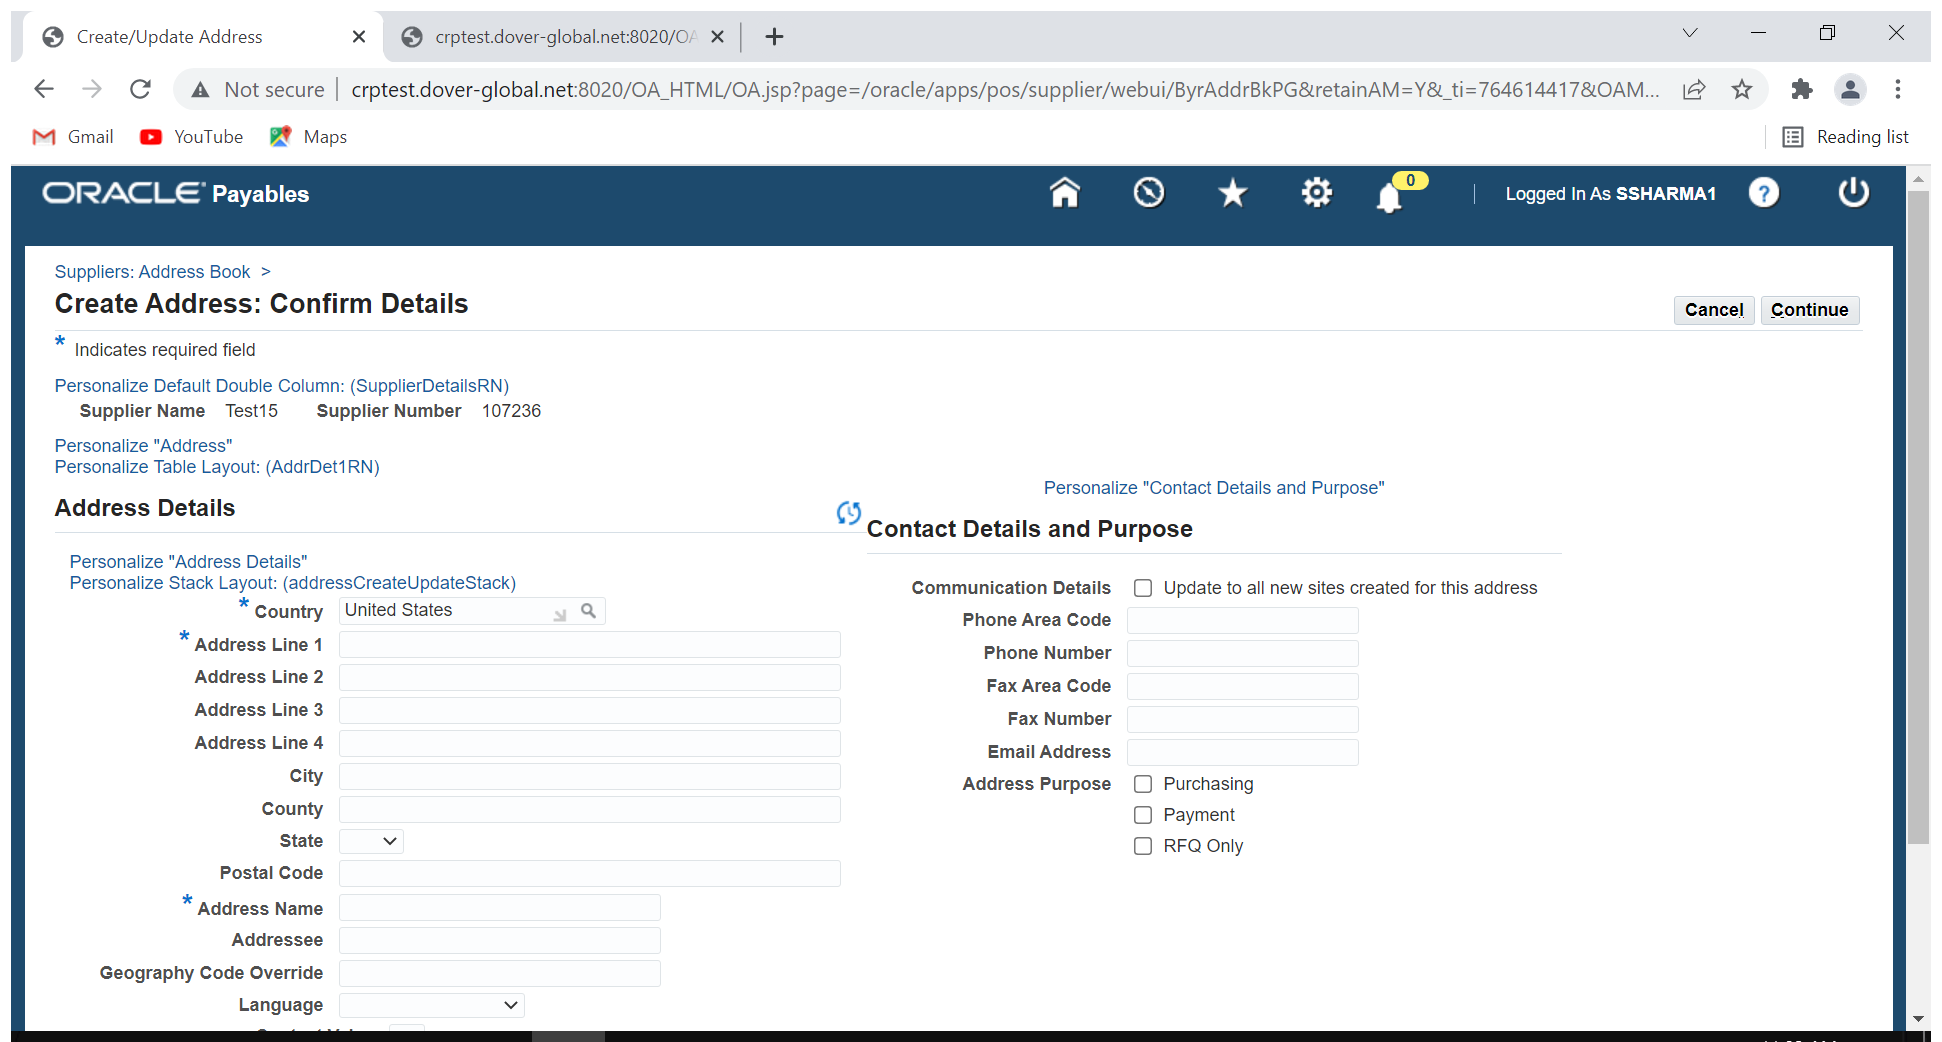 Create/Update Address
crptest.dover-global.net:8020/OA
Not secure crptest.dover-global.net:8020/OA_HTML/OA.jsp?page=/oracle/apps/pos/supplier/webui/ByrAddrBkPG&retainAM=Y&_ti=764614417&OAM...
Gmail YouTube Maps Reading list
ORACLE Payables 0 Logged In As SSHARMA1 ?
Suppliers: Address Book >
Create Address: Confirm Details
Cancel Continue
* Indicates required field
Personalize Default Double Column: (SupplierDetailsRN)
Supplier Name Test15 Supplier Number 107236
Personalize "Address"
Personalize Table Layout: (AddrDet1RN)
Address Details
Personalize "Address Details"
Personalize Stack Layout: (addressCreateUpdateStack)
* Country United States
* Address Line 1
Address Line 2
Address Line 3
Address Line 4
City
County
State
Postal Code
* Address Name
Addressee
Geography Code Override
Language
Personalize "Contact Details and Purpose"
Contact Details and Purpose
Communication Details Update to all new sites created for this address
Phone Area Code
Phone Number
Fax Area Code
Fax Number
Email Address
Address Purpose Purchasing
Payment
RFQ Only